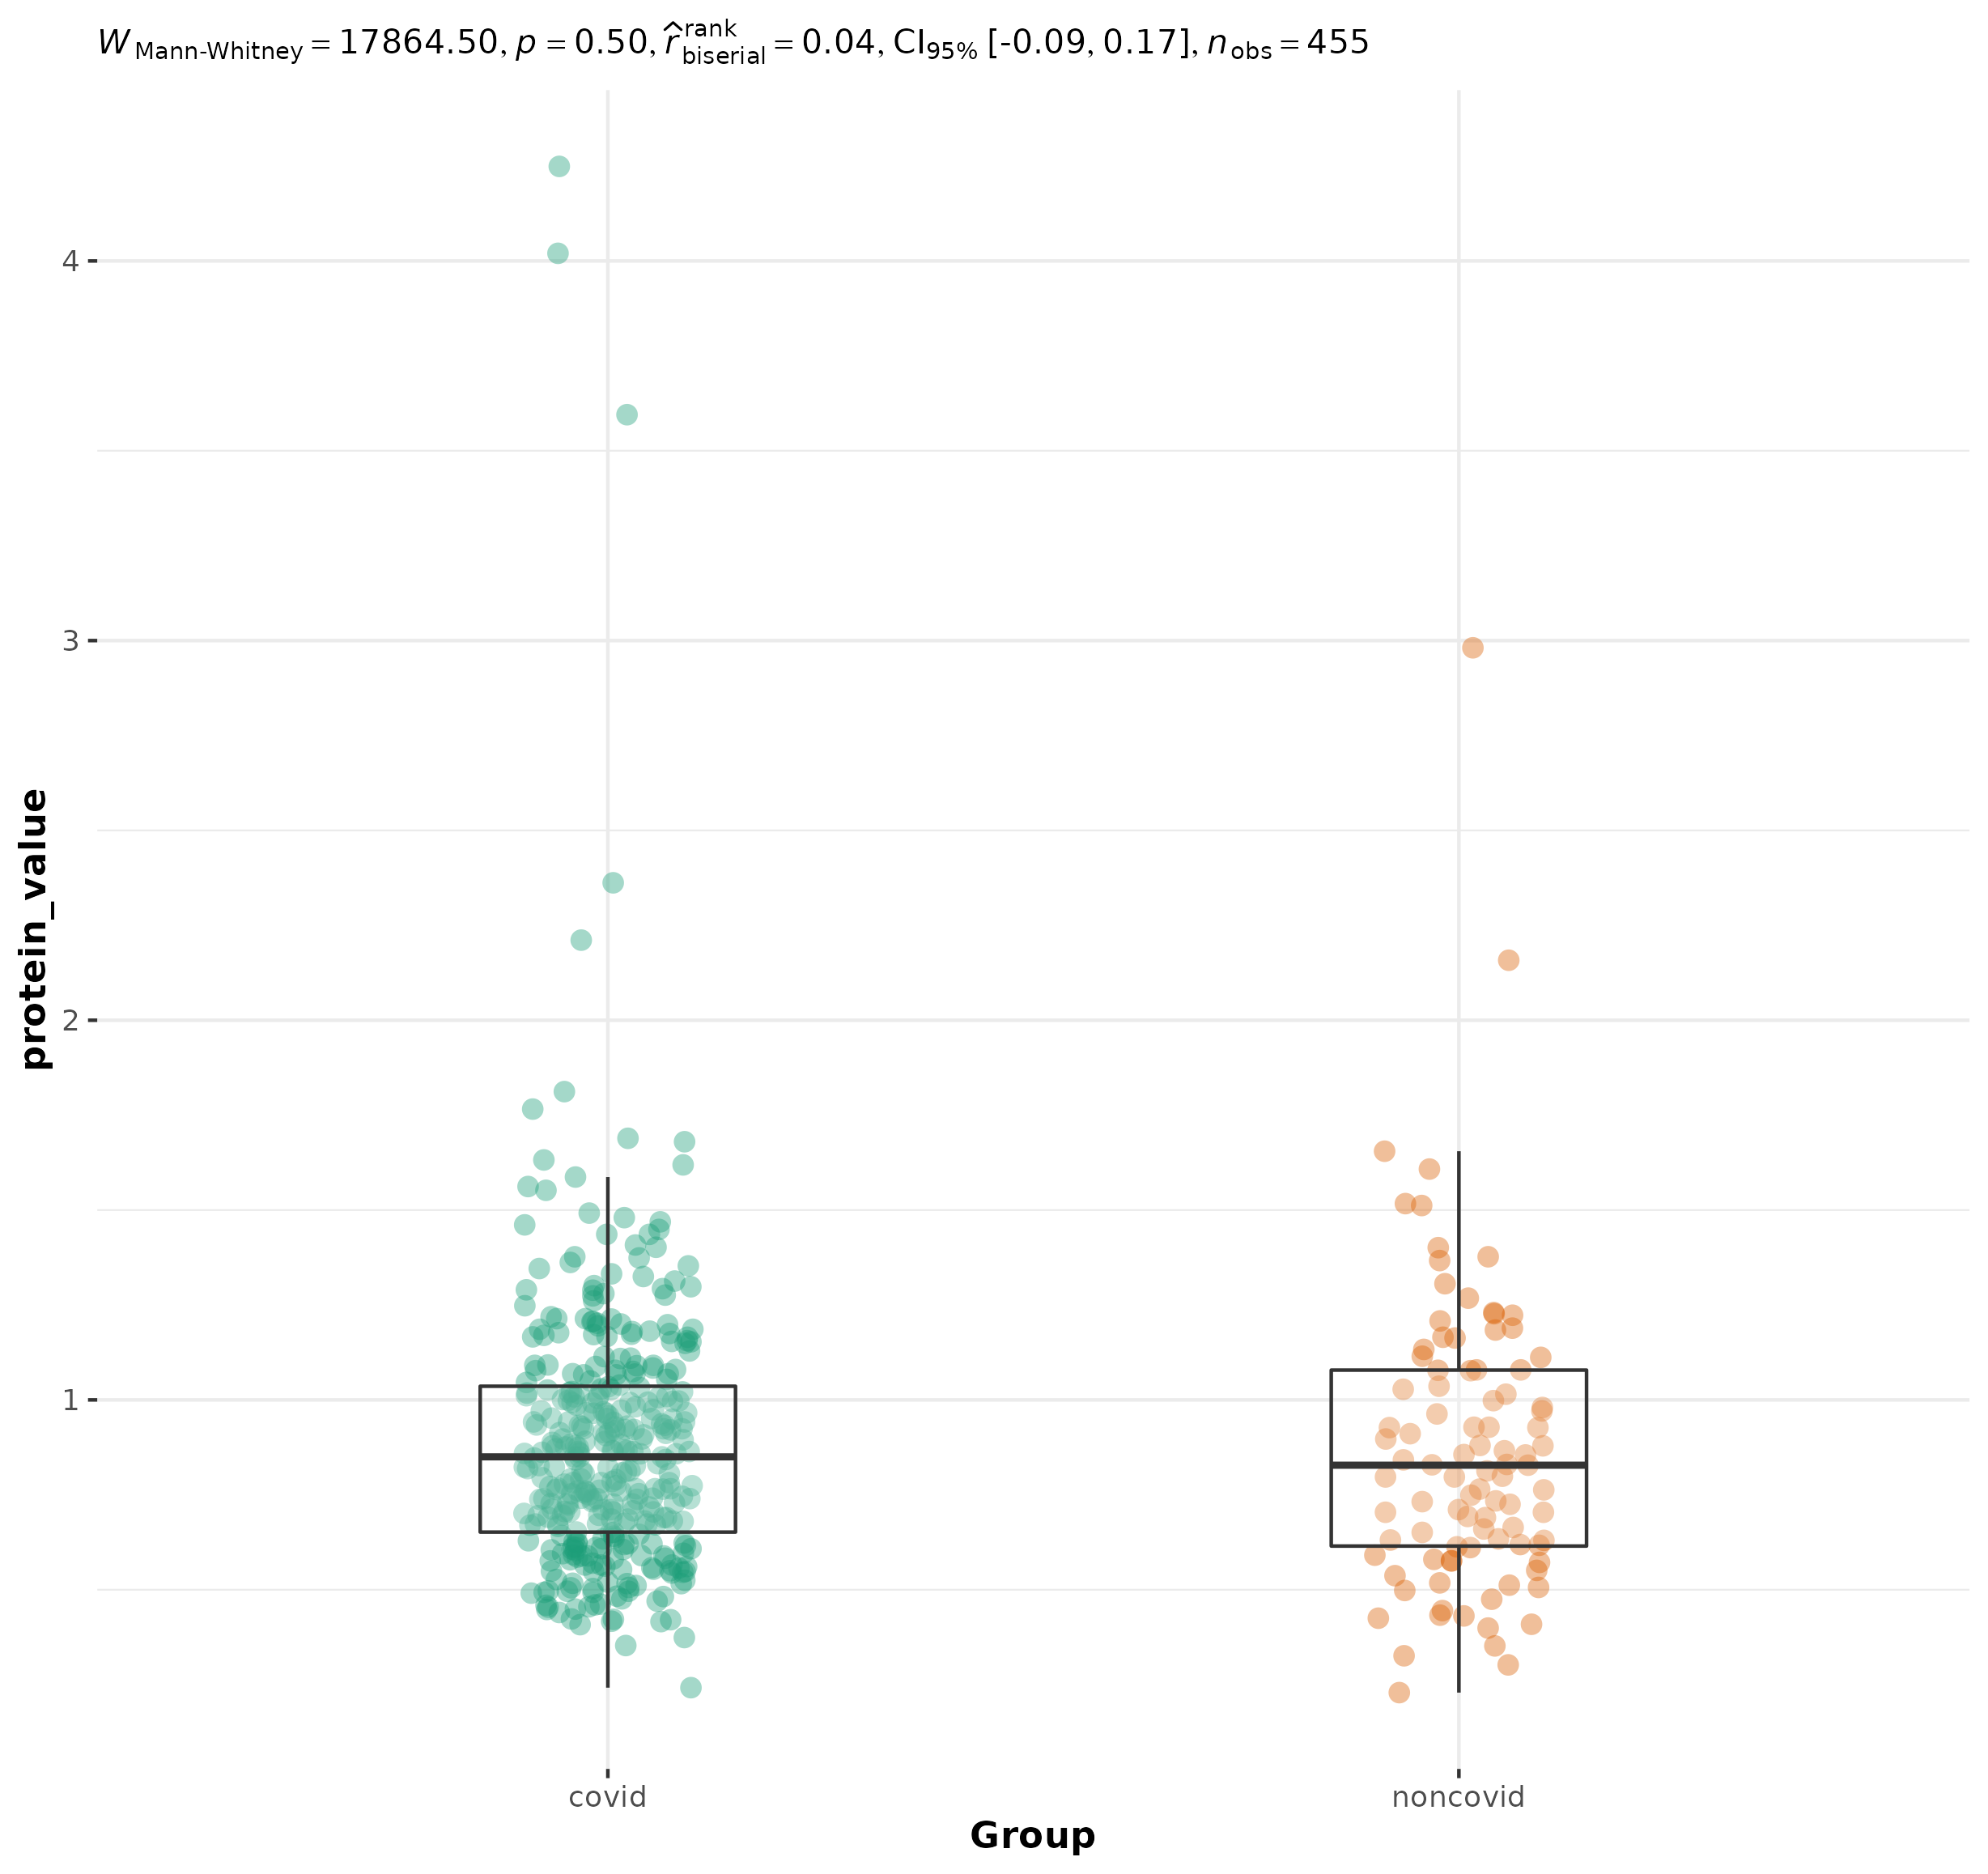 W Mann-Whitney = 17864.50, p = 0.50, r̂ rank biserial = 0.04, CI95% [-0.09, 0.17], n obs = 455
4
3
2
1
protein_value
covid noncovid
Group